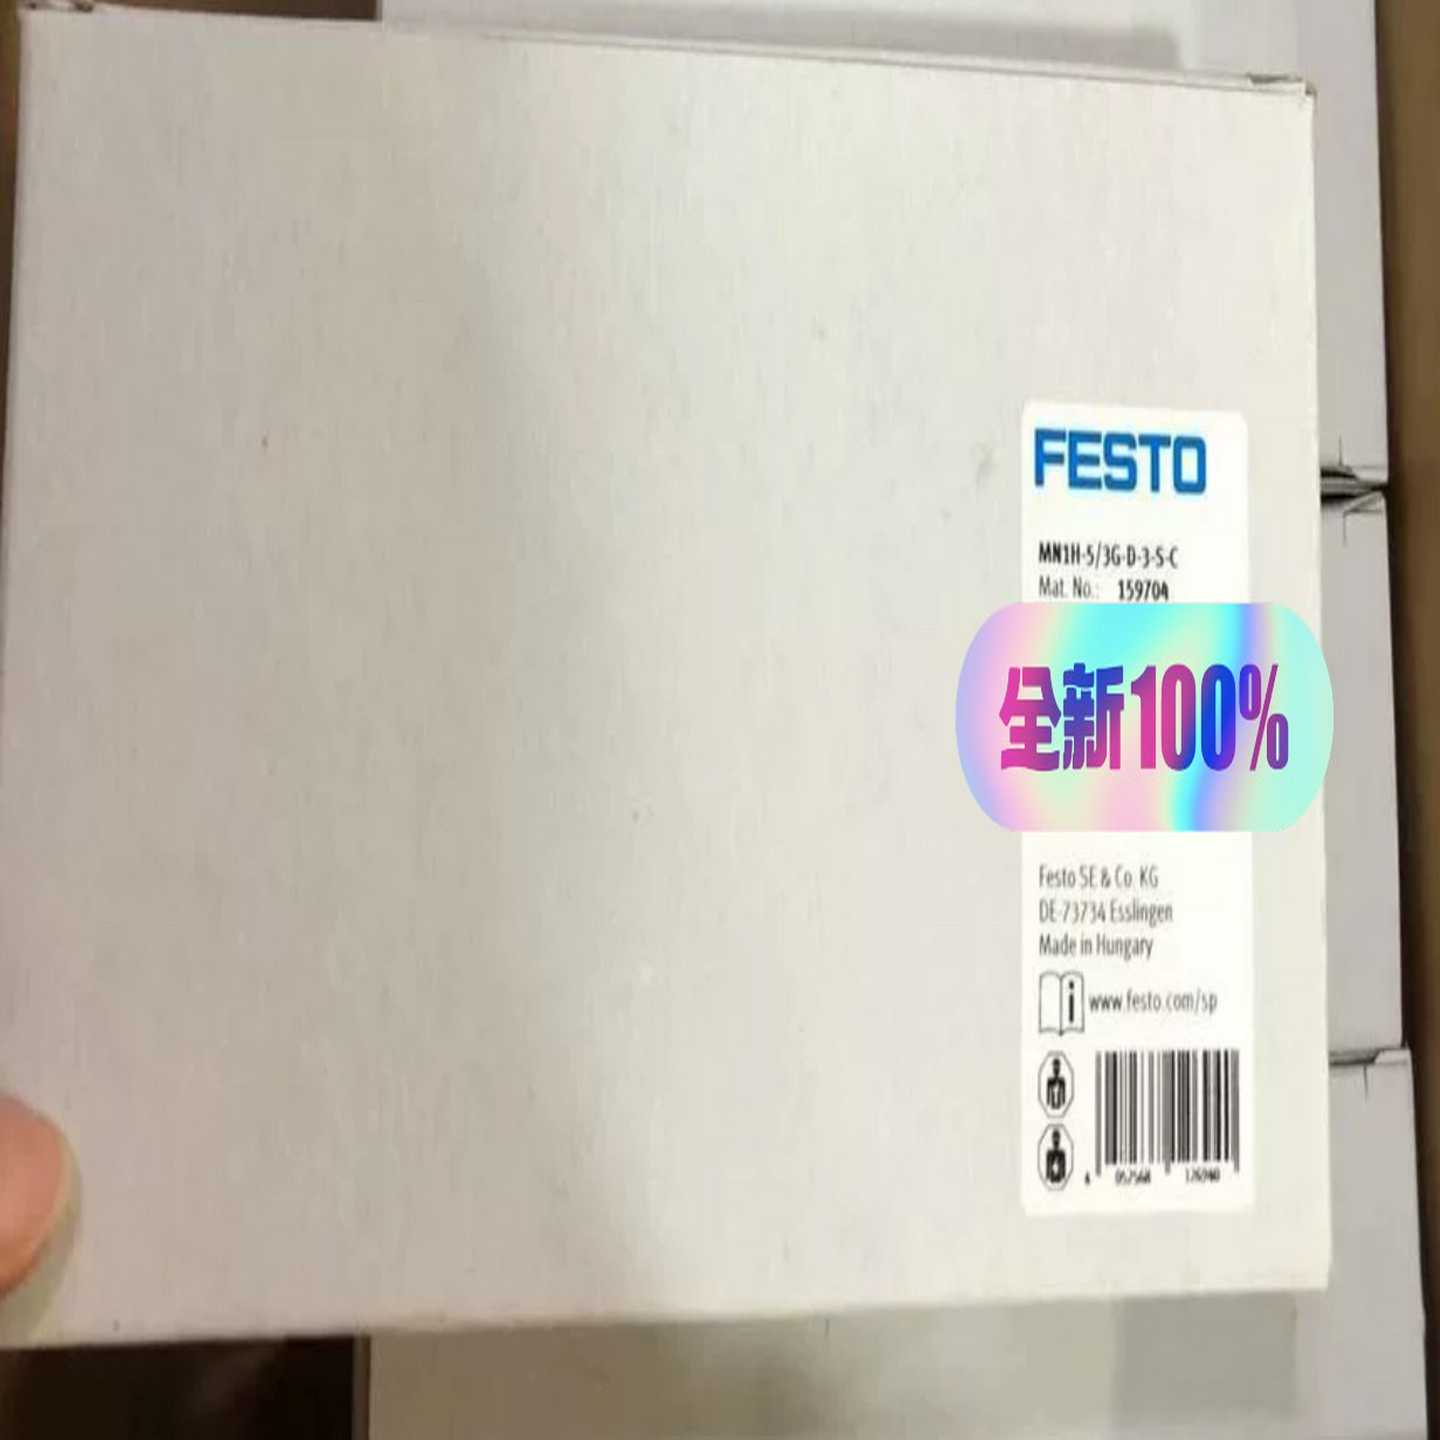 FESTO
MN1H-5/3G-D-3-S-C
Mat. No.: 159704
全新100%
Festo SE & Co. KG
DE-73734 Esslingen
Made in Hungary
www.festo.com/sp